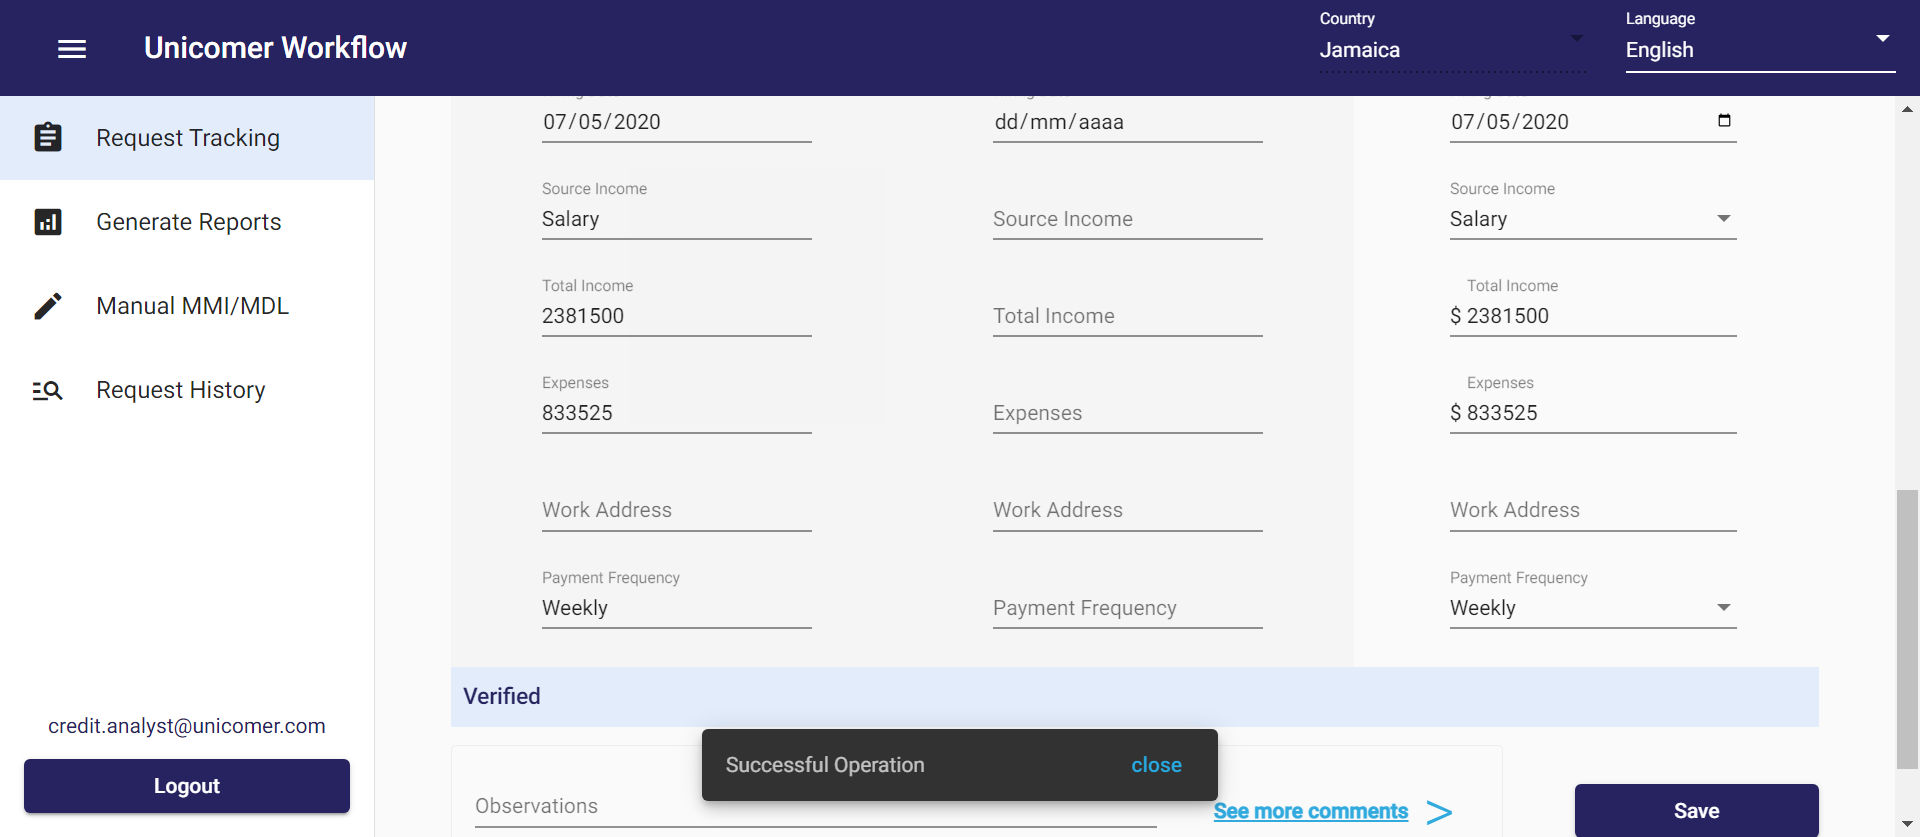 Unicomer Workflow
Country
Jamaica
Language
English
Request Tracking
Generate Reports
Manual MMI/MDL
Request History
credit.analyst@unicomer.com
Logout
07/05/2020
dd/mm/aaaa
07/05/2020
Source Income
Salary
Source Income
Source Income
Salary
Total Income
2381500
Total Income
Total Income
$ 2381500
Expenses
833525
Expenses
Expenses
$ 833525
Work Address
Work Address
Work Address
Payment Frequency
Weekly
Payment Frequency
Payment Frequency
Weekly
Verified
Successful Operation
close
Observations
See more comments
Save